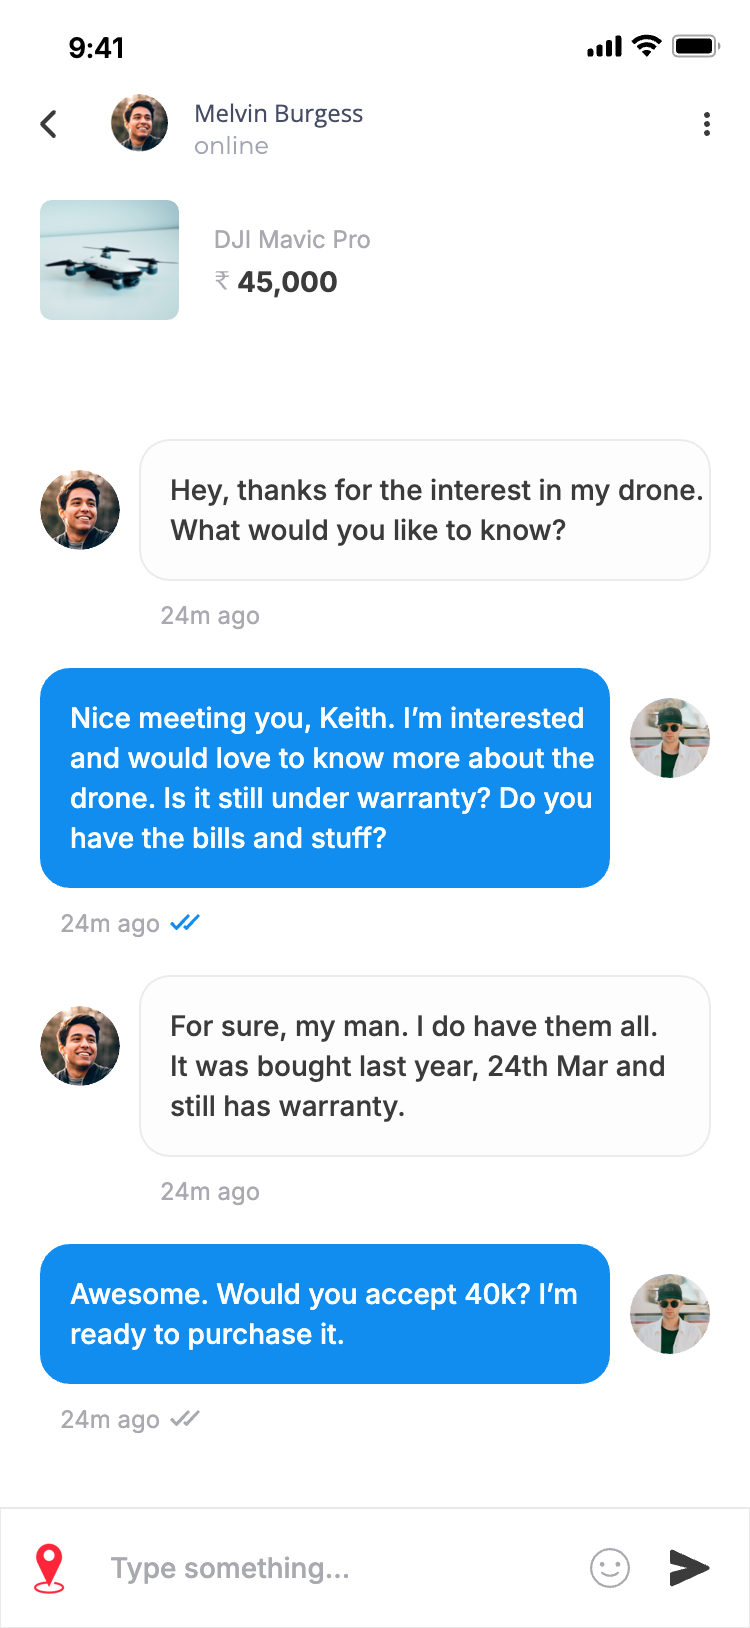 9:41
Melvin Burgess
online
DJI Mavic Pro
₹ 45,000
Hey, thanks for the interest in my drone.
What would you like to know?
24m ago
Nice meeting you, Keith. I’m interested
and would love to know more about the
drone. Is it still under warranty? Do you
have the bills and stuff?
24m ago
For sure, my man. I do have them all.
It was bought last year, 24th Mar and
still has warranty.
24m ago
Awesome. Would you accept 40k? I’m
ready to purchase it.
24m ago
Type something...